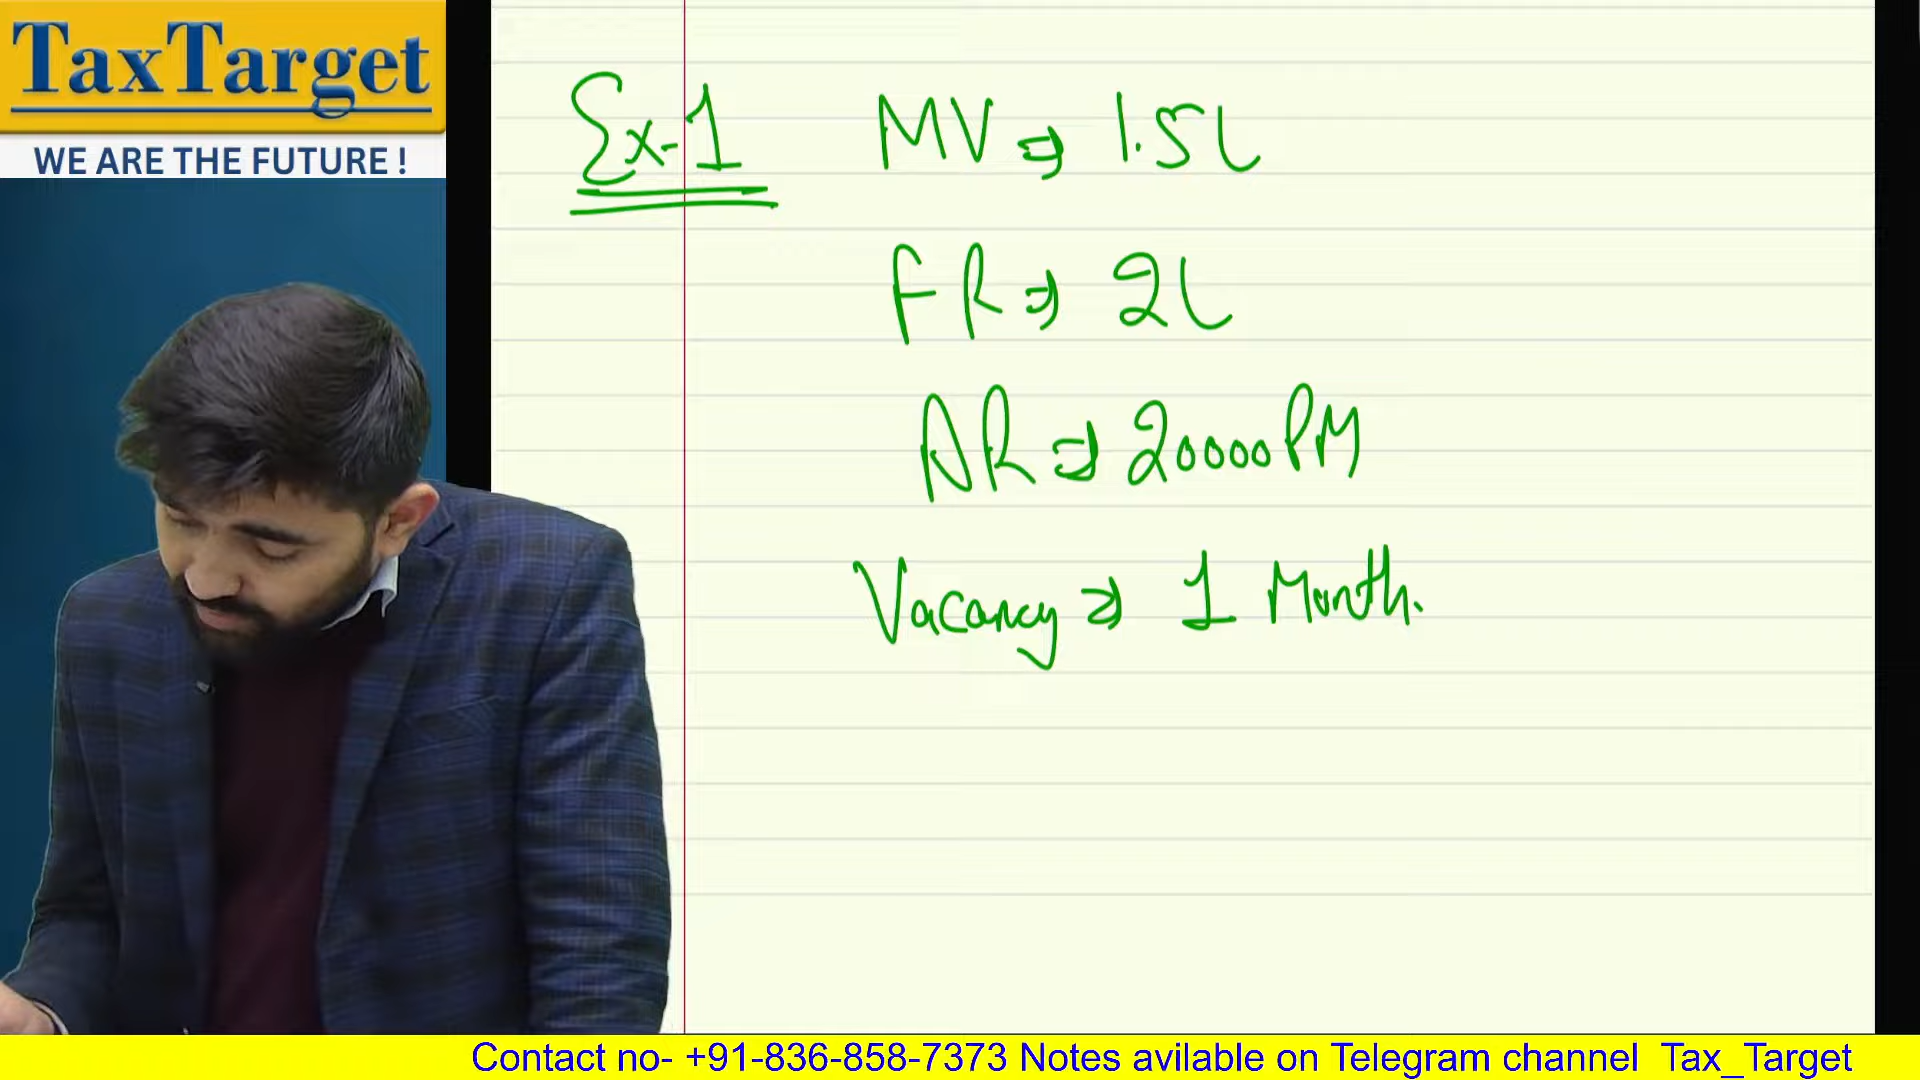 TaxTarget
WE ARE THE FUTURE !
Ex-1 MV ⇒ 1.5L
FR ⇒ 2L
AR ⇒ 20000 PM
Vacancy ⇒ 1 Month.
Contact no- +91-836-858-7373 Notes avilable on Telegram channel Tax_Target